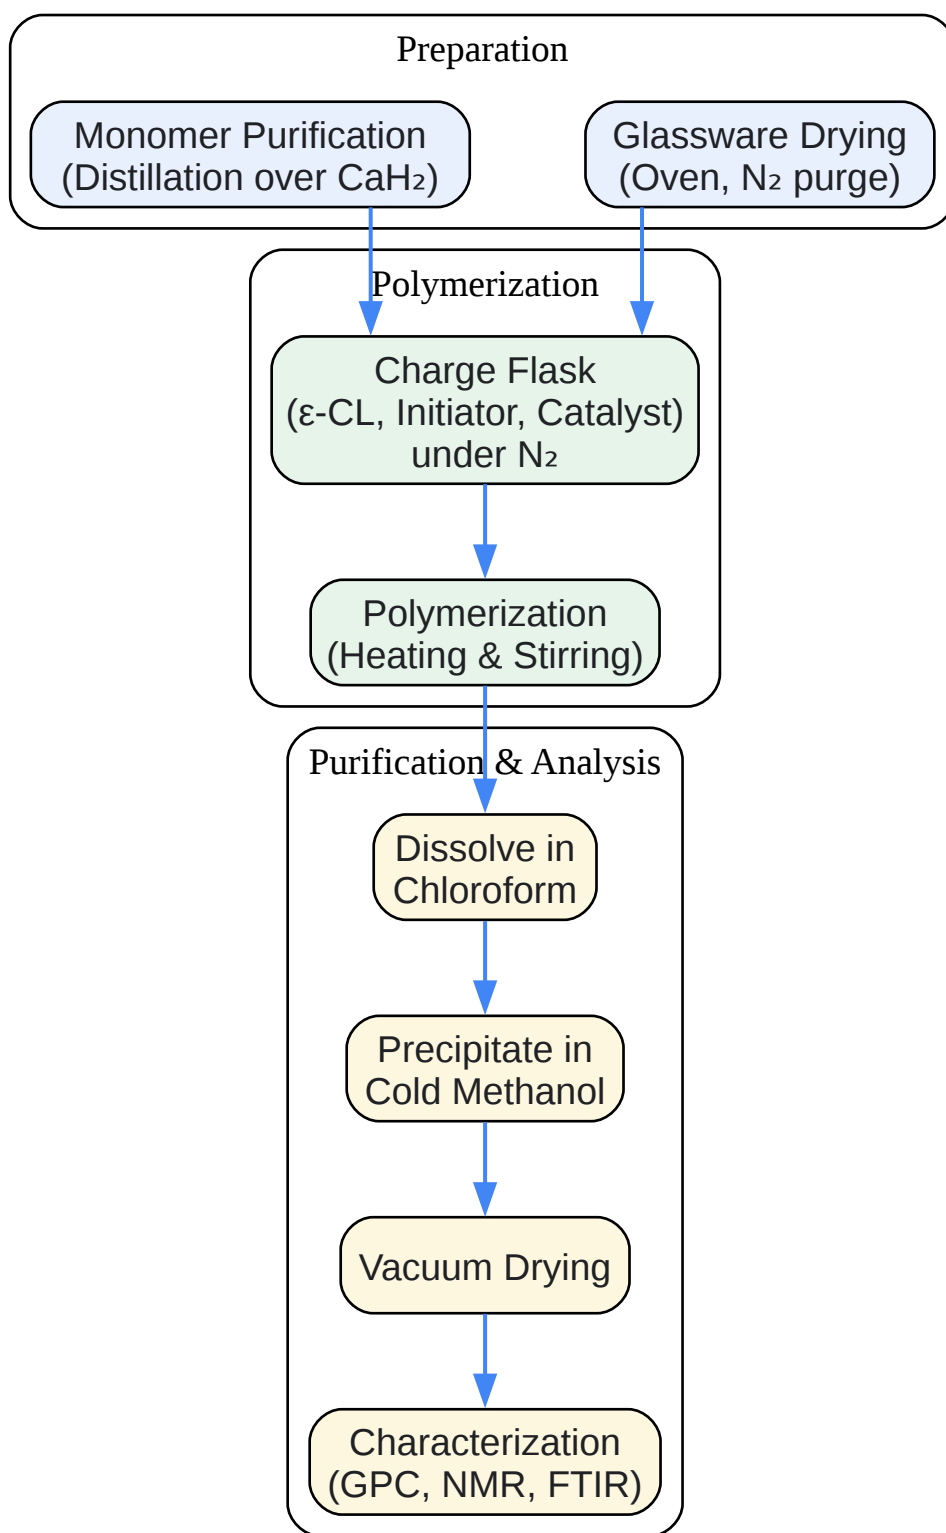 Preparation
Monomer Purification
(Distillation over CaH₂)
Glassware Drying
(Oven, N₂ purge)
Polymerization
Charge Flask
(ε-CL, Initiator, Catalyst)
under N₂
Polymerization
(Heating & Stirring)
Purification & Analysis
Dissolve in
Chloroform
Precipitate in
Cold Methanol
Vacuum Drying
Characterization
(GPC, NMR, FTIR)